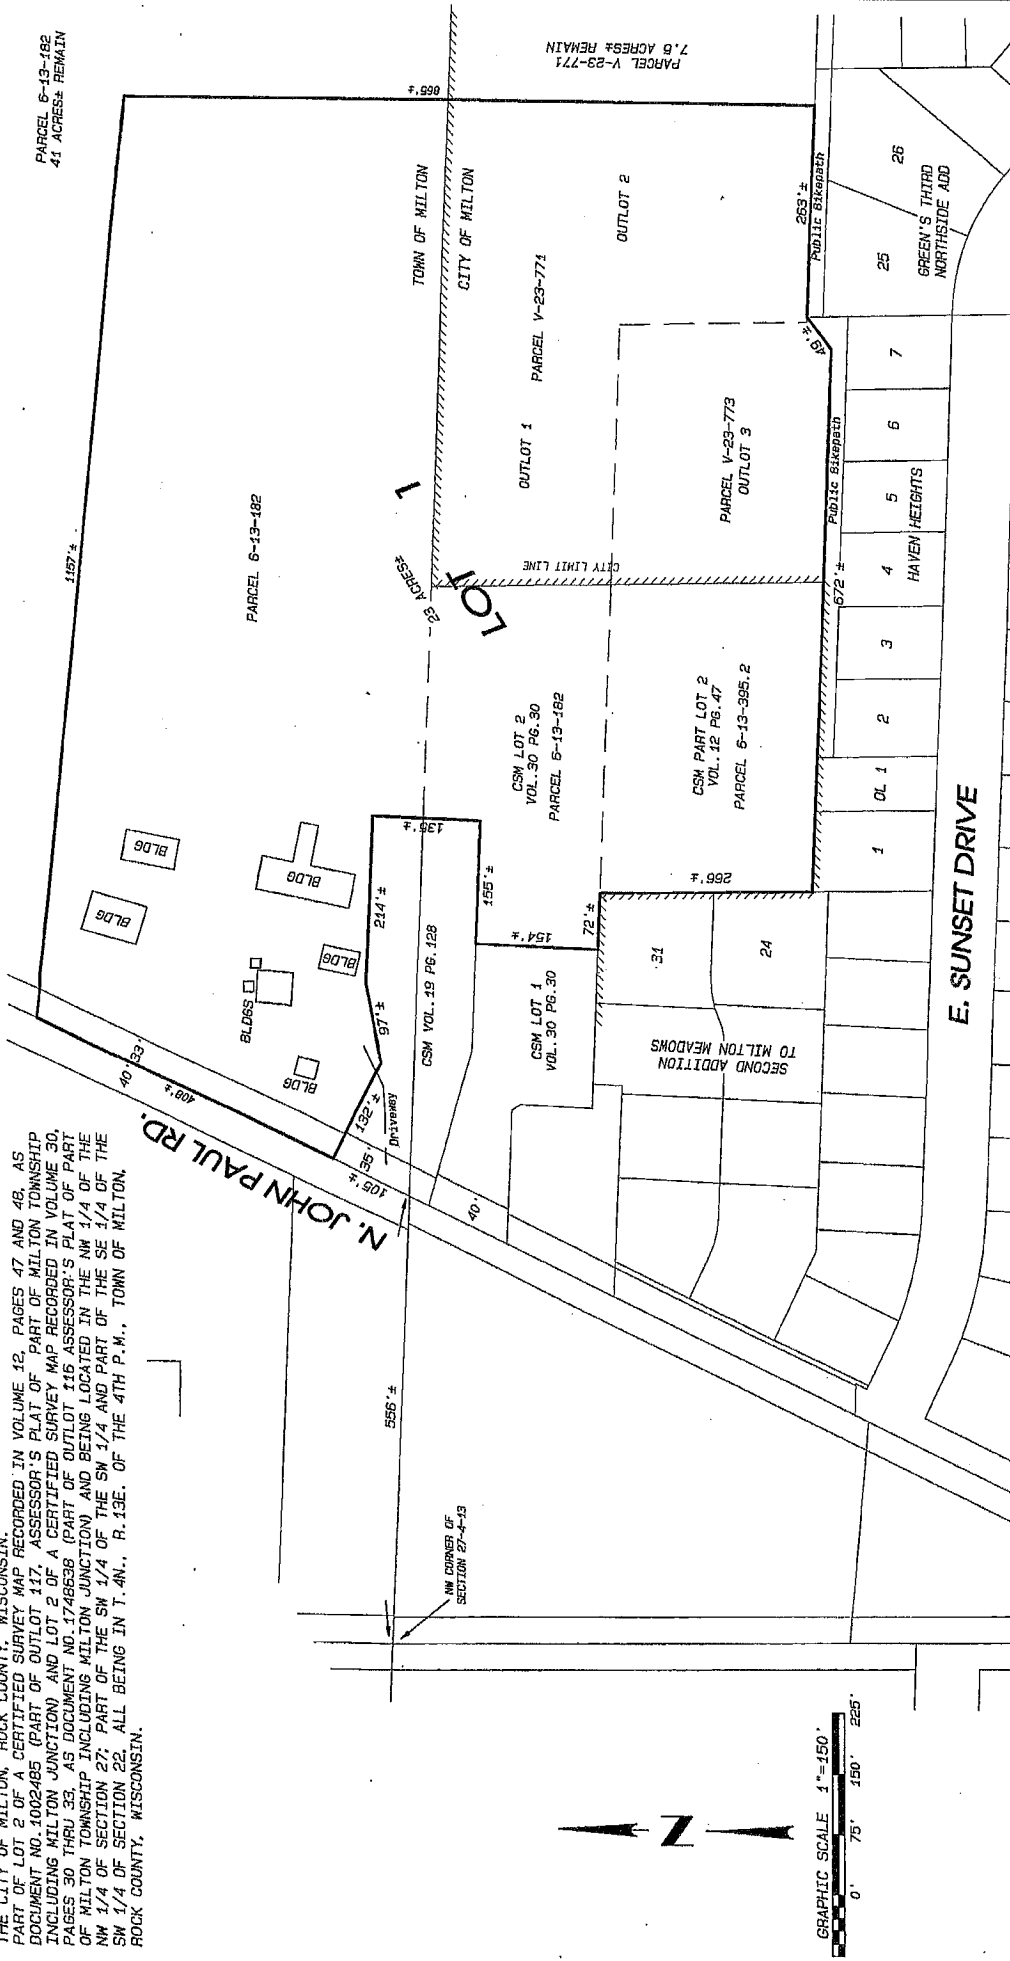 THE CITY OF MILTON, ROCK COUNTY, WISCONSIN.
PART OF LOT 2 OF A CERTIFIED SURVEY MAP RECORDED IN VOLUME 12, PAGES 47 AND 48, AS
DOCUMENT NO.1002485 (PART OF OUTLOT 117, ASSESSOR'S PLAT OF PART OF MILTON TOWNSHIP
INCLUDING MILTON JUNCTION) AND LOT 2 OF A CERTIFIED SURVEY MAP RECORDED IN VOLUME 30,
PAGES 30 THRU 33, AS DOCUMENT NO.1748638 (PART OF OUTLOT 116 ASSESSOR'S PLAT OF PART
OF MILTON TOWNSHIP INCLUDING MILTON JUNCTION) AND BEING LOCATED IN THE NW 1/4 OF THE
NW 1/4 OF SECTION 27; PART OF THE SW 1/4 OF THE SW 1/4 AND PART OF THE SE 1/4 OF THE
SW 1/4 OF SECTION 22, ALL BEING IN T.4N., R.13E. OF THE 4TH P.M., TOWN OF MILTON,
ROCK COUNTY, WISCONSIN.
PARCEL 6-13-182
41 ACRES± REMAIN
PARCEL V-23-771
7.6 ACRES± REMAIN
1157'±
865'±
PARCEL 6-13-182
TOWN OF MILTON
CITY OF MILTON
LOT 1
23 ACRES±
OUTLOT 1
PARCEL V-23-771
OUTLOT 2
CITY LIMIT LINE
PARCEL V-23-773
OUTLOT 3
CSM LOT 2
VOL.30 PG.30
PARCEL 6-13-182
CSM PART LOT 2
VOL.12 PG.47
PARCEL 6-13-395.2
BLDG
BLDG
BLDG
BLDG
BLDGS
BLDG
40'
33'
408'±
N. JOHN PAUL RD.
132'±
97'±
214'±
135'±
155'±
154'±
72'±
266'±
Driveway
35'
105'±
40'
CSM VOL.19 PG.128
CSM LOT 1
VOL.30 PG.30
31
24
SECOND ADDITION
TO MILTON MEADOWS
672'±
49'±
263'±
Public Bikepath
Public Bikepath
1
OL 1
2
3
4
5
6
7
HAVEN HEIGHTS
25
26
GREEN'S THIRD
NORTHSIDE ADD
E. SUNSET DRIVE
556'±
NW CORNER OF
SECTION 27-4-13
N
GRAPHIC SCALE 1"=150'
0'
75'
150'
225'